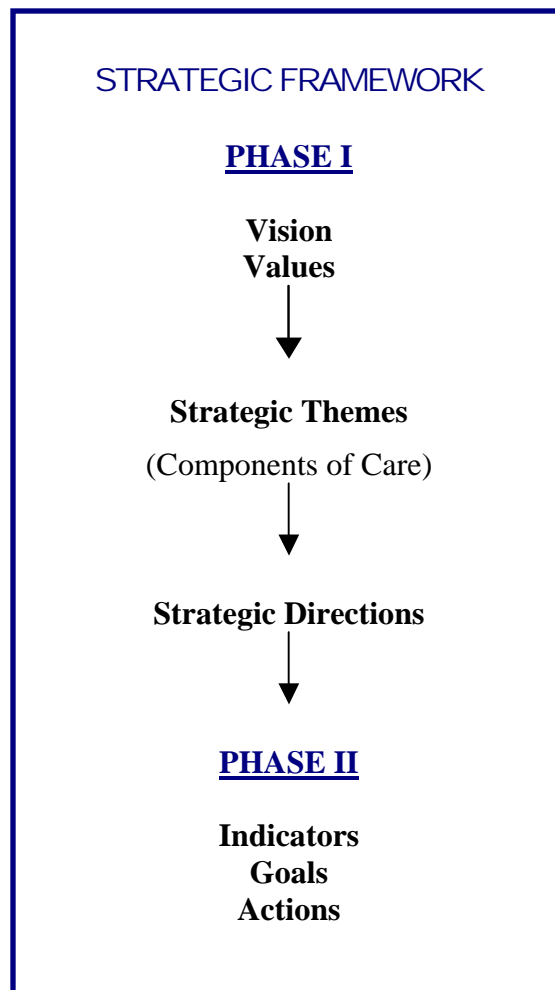 STRATEGIC FRAMEWORK
PHASE I
Vision
Values
Strategic Themes
(Components of Care)
Strategic Directions
PHASE II
Indicators
Goals
Actions